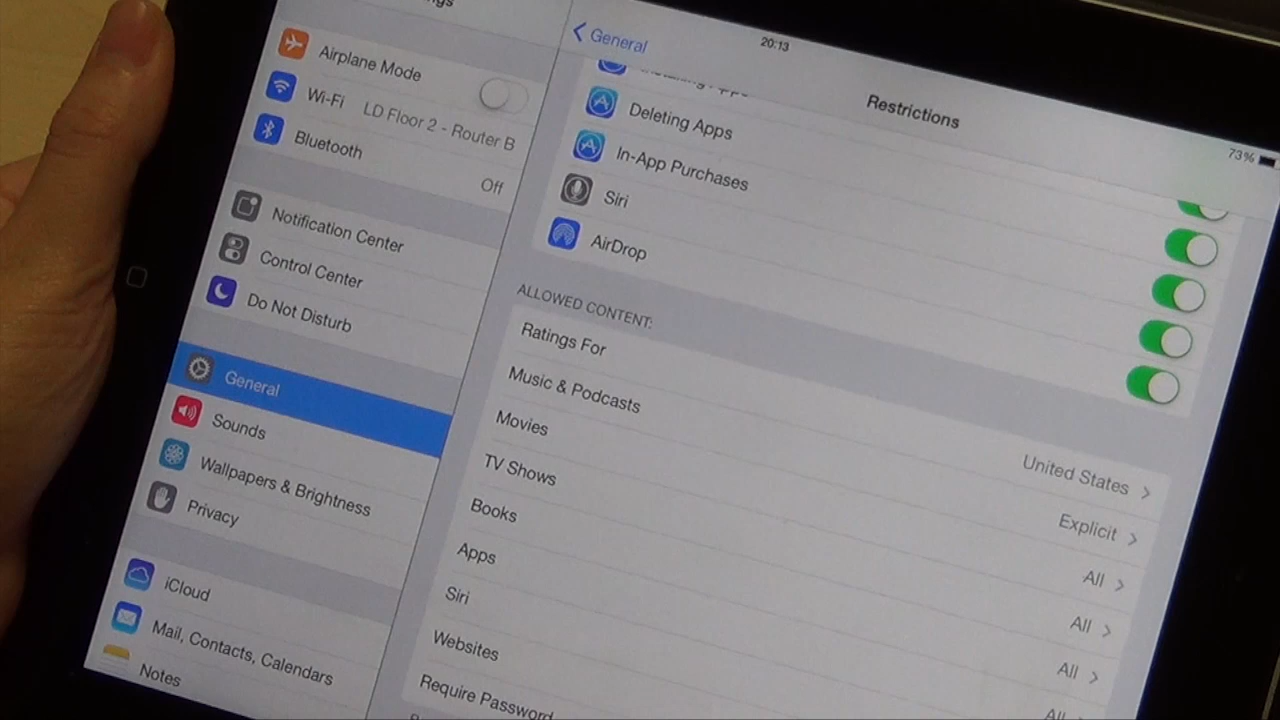 General
20:13
Restrictions
73%
Airplane Mode
Wi-Fi LD Floor 2 - Router B
Bluetooth Off
Notification Center
Control Center
Do Not Disturb
General
Sounds
Wallpapers & Brightness
Privacy
iCloud
Mail, Contacts, Calendars
Notes
Deleting Apps
In-App Purchases
Siri
AirDrop
ALLOWED CONTENT:
Ratings For United States
Music & Podcasts Explicit
Movies All
TV Shows All
Books All
Apps All
Siri
Websites
Require Password